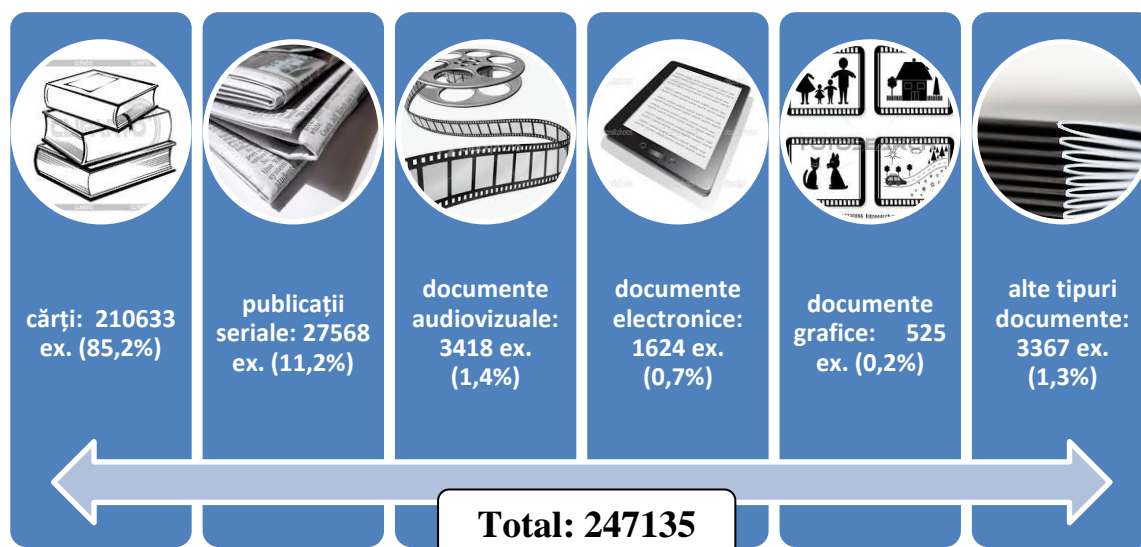 cărți: 210633
ex. (85,2%)
publicații
seriale: 27568
ex. (11,2%)
documente
audiovizuale:
3418 ex.
(1,4%)
documente
electronice:
1624 ex.
(0,7%)
documente
grafice: 525
ex. (0,2%)
alte tipuri
documente:
3367 ex.
(1,3%)
Total: 247135